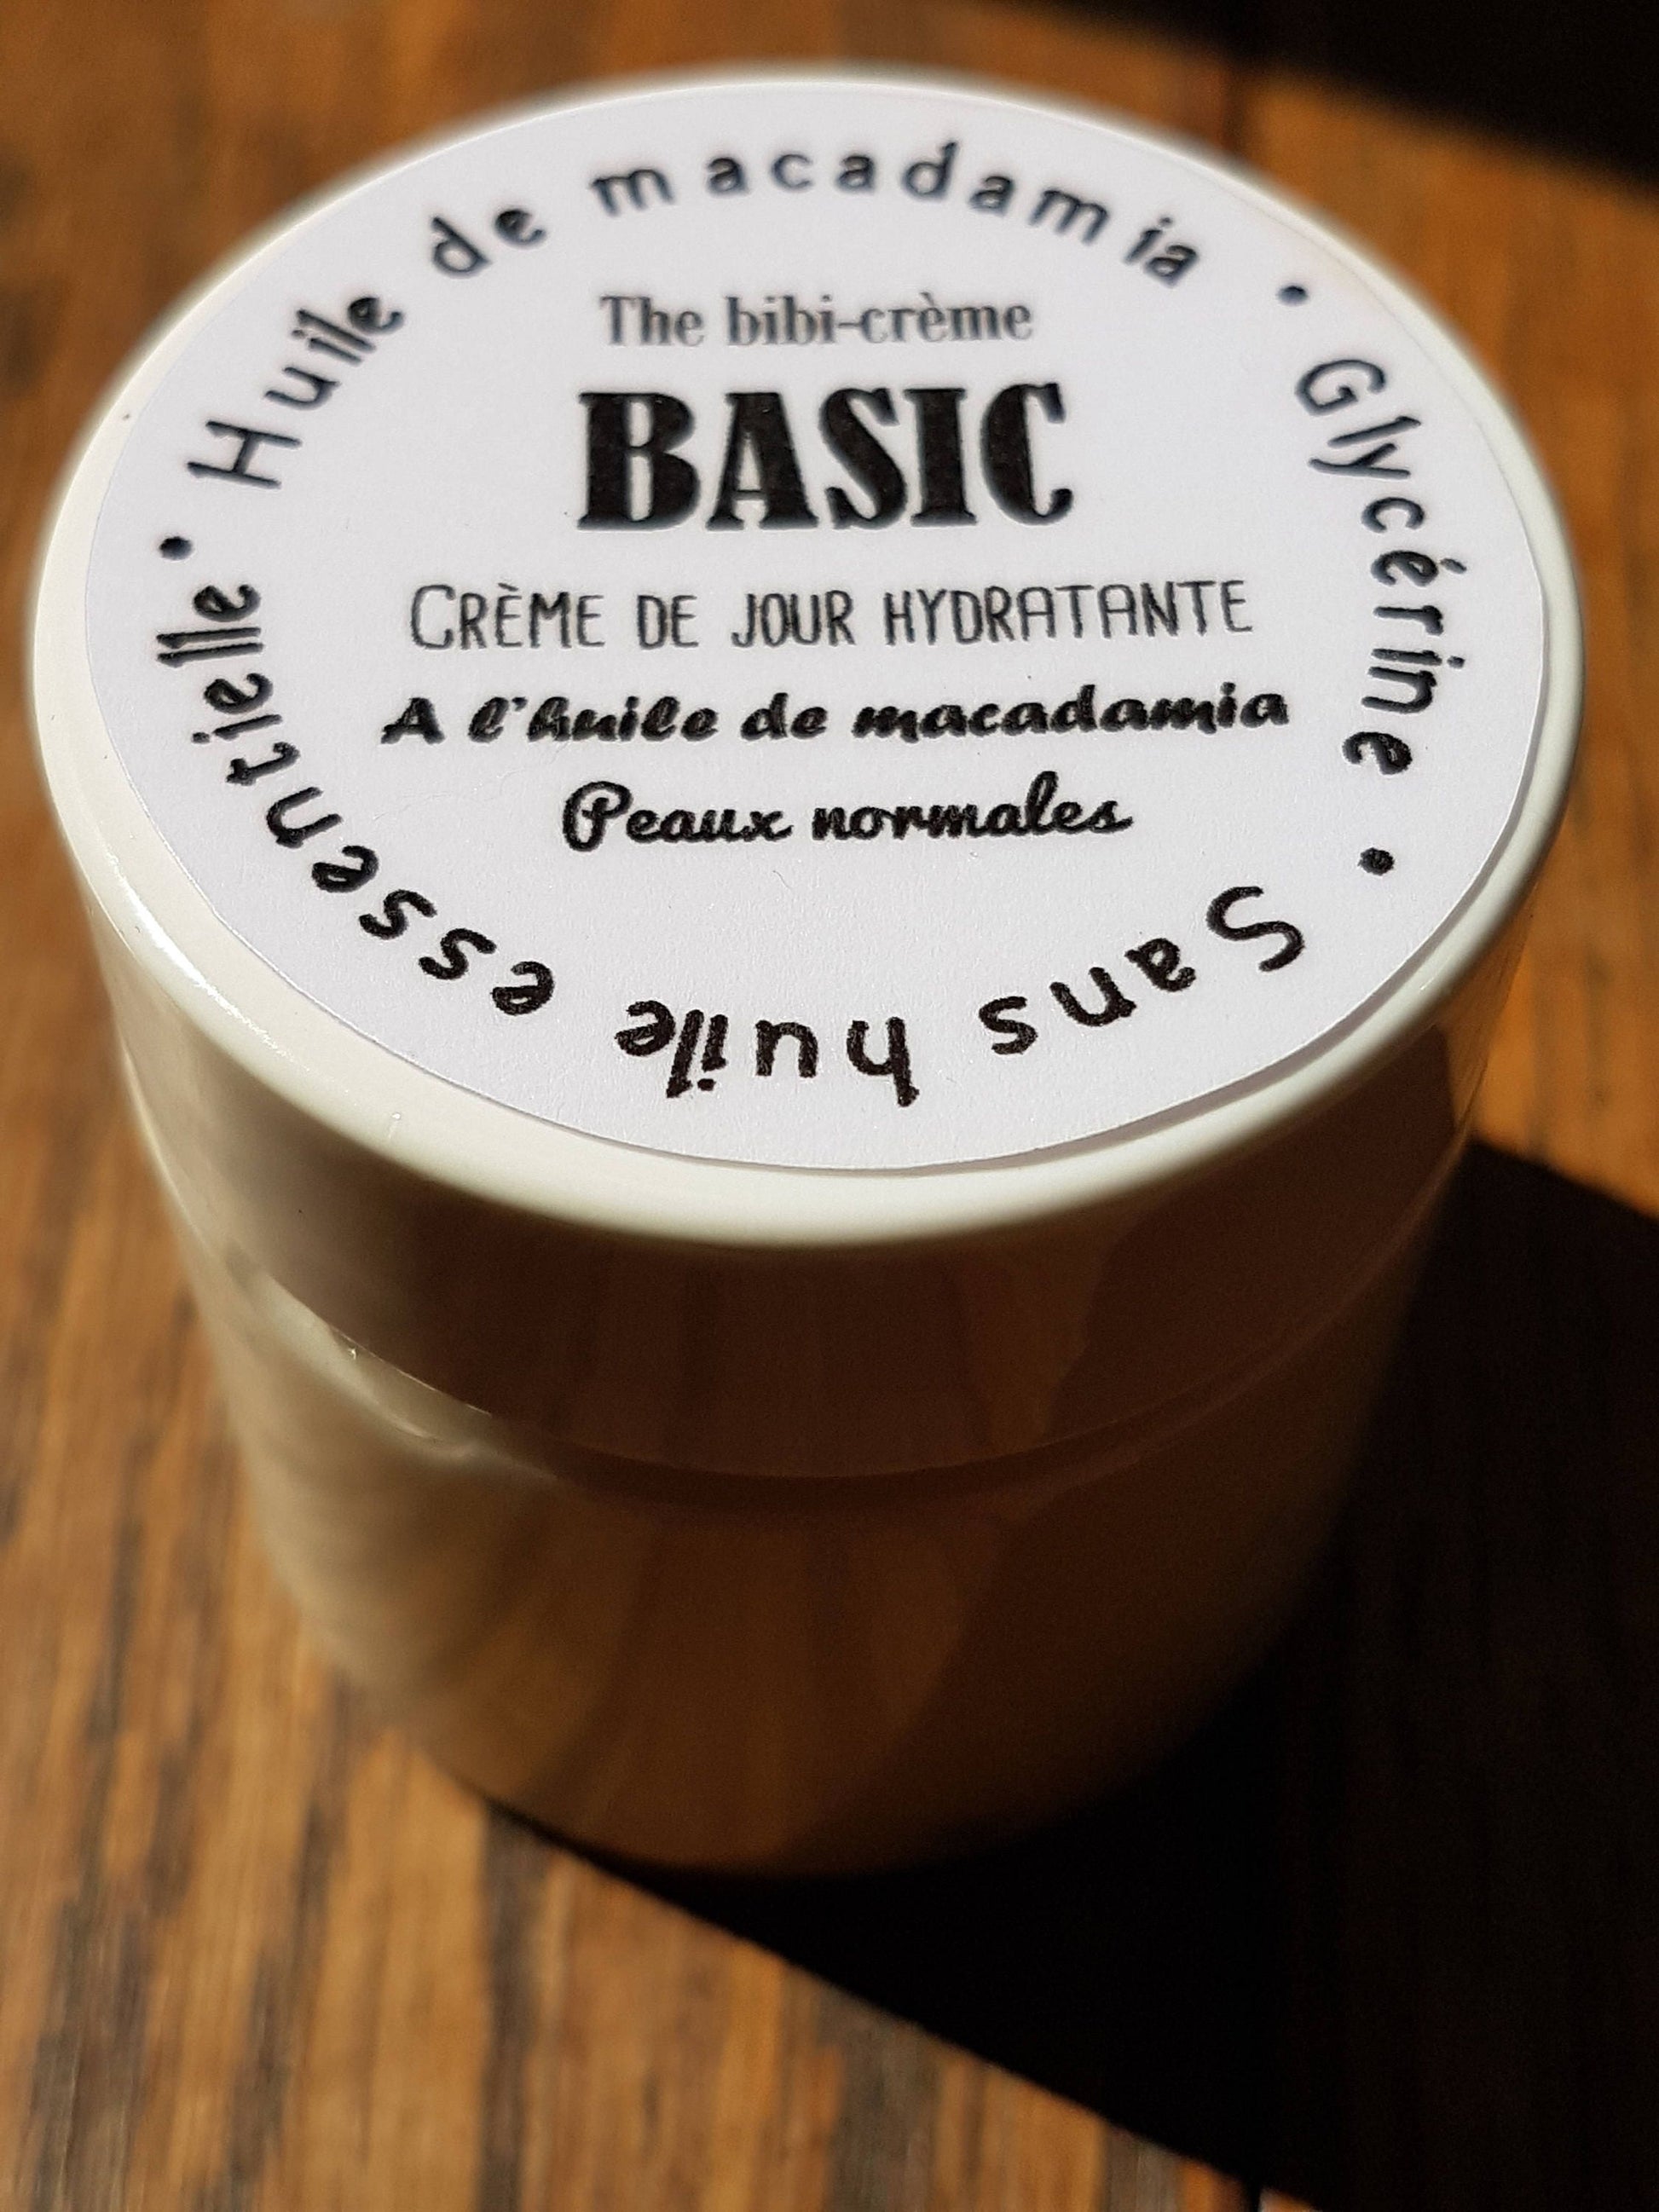 Huile de macadamia • Glycérine • Sans huile essentielle •
The bibi-crème
BASIC
CRÈME DE JOUR HYDRATANTE
A l'huile de macadamia
Peaux normales